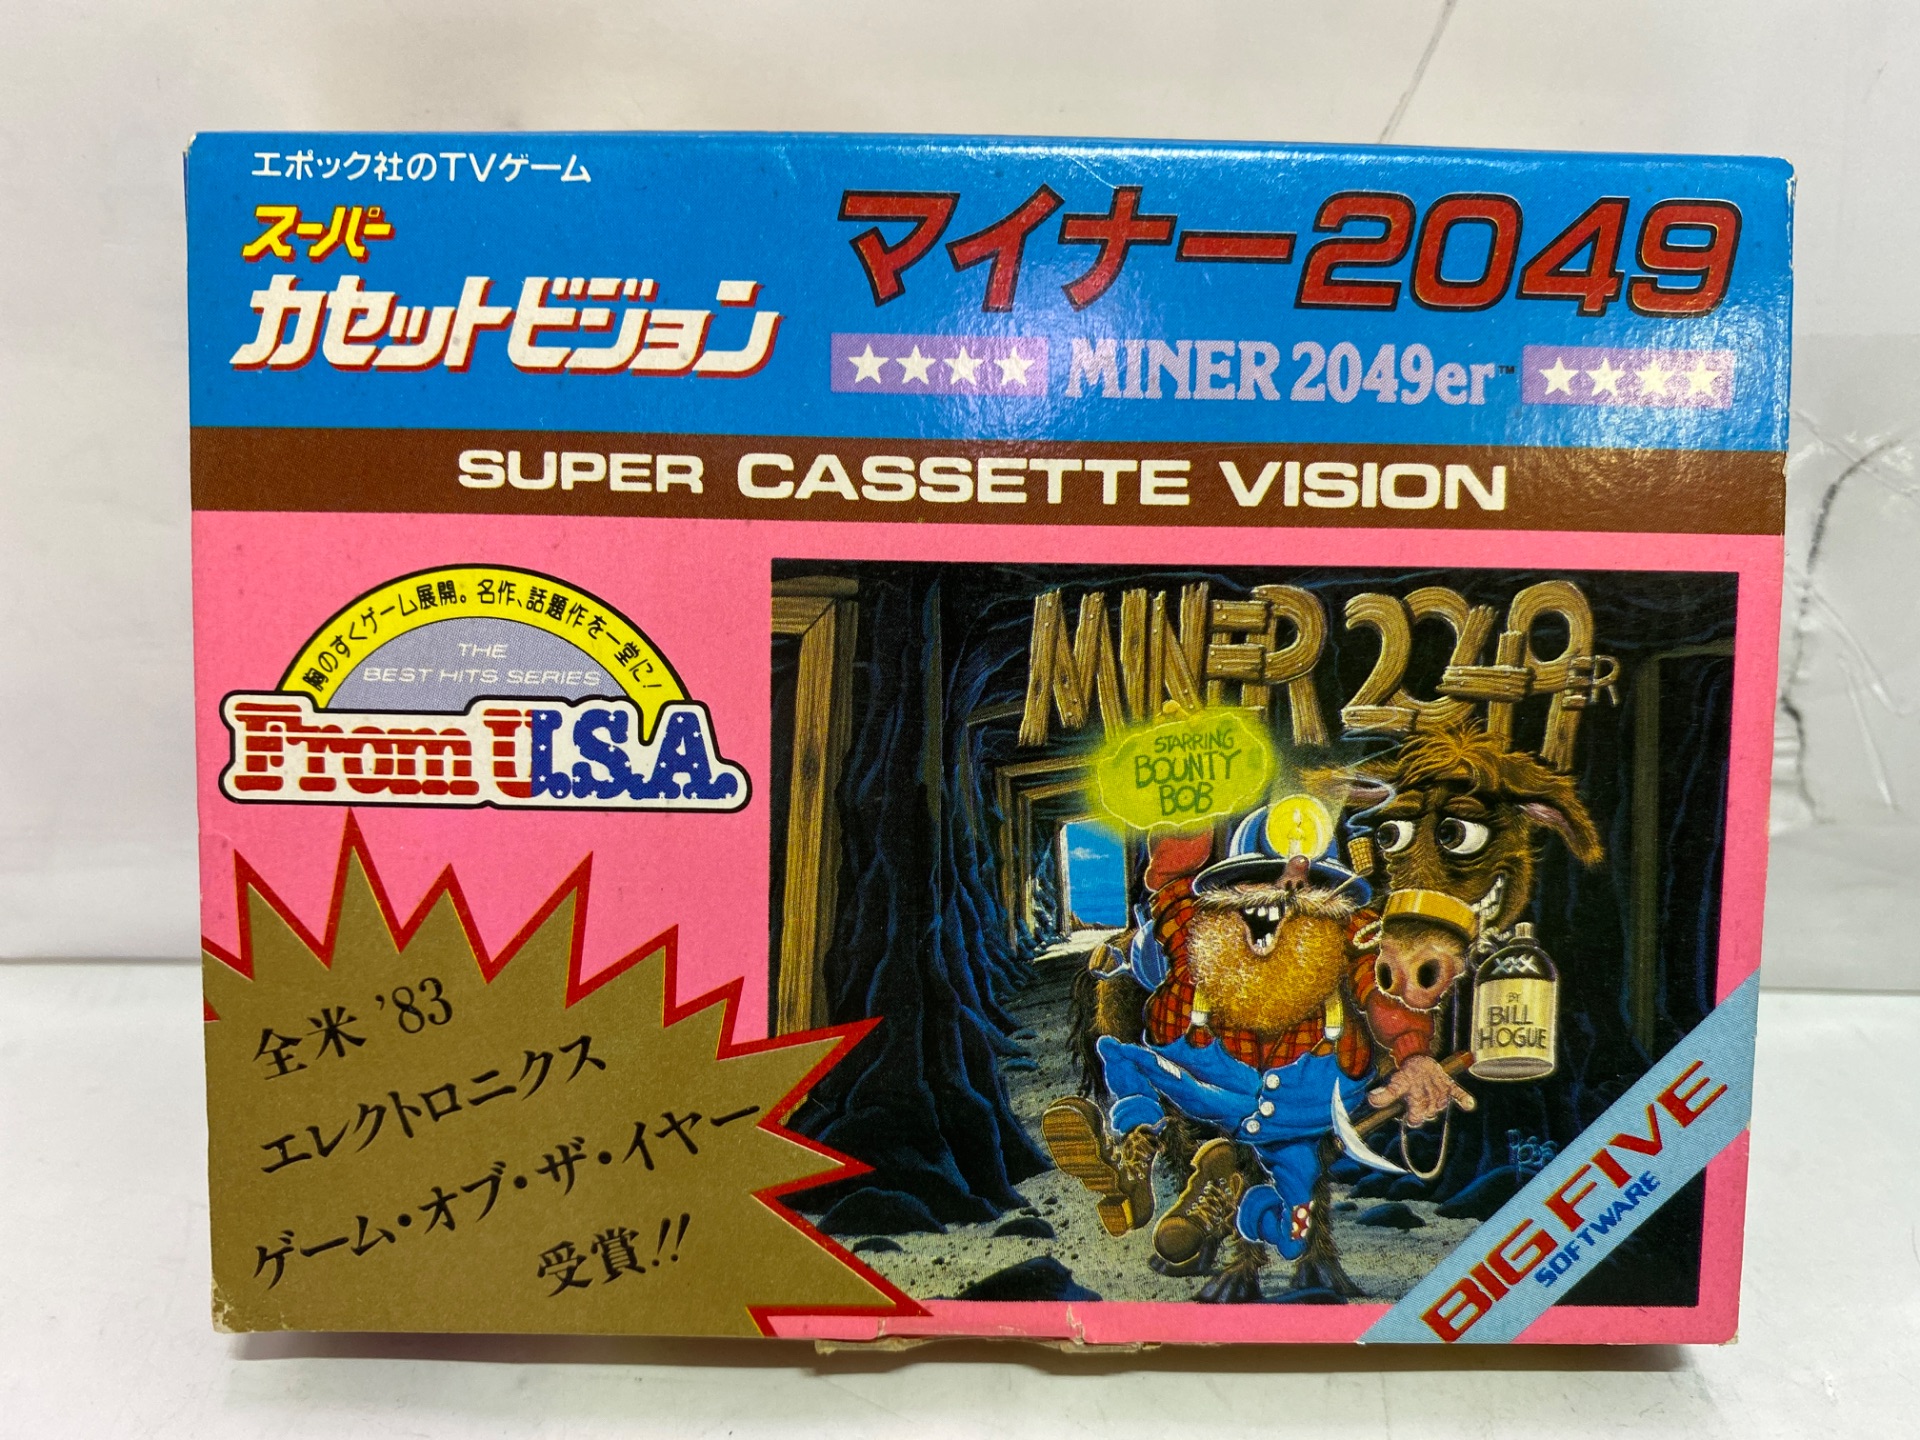 エポック社のTVゲーム
スーパー
カセットビジョン
マイナー2049
MINER 2049er™
SUPER CASSETTE VISION
胸のすくゲーム展開。名作、話題作を一堂に!
THE
BEST HITS SERIES
From U.S.A.
MINER 2049ER
STARRING
BOUNTY
BOB
XXX
BY
BILL
HOGUE
全米'83
エレクトロニクス
ゲーム・オブ・ザ・イヤー
受賞!!
BIG FIVE
SOFTWARE